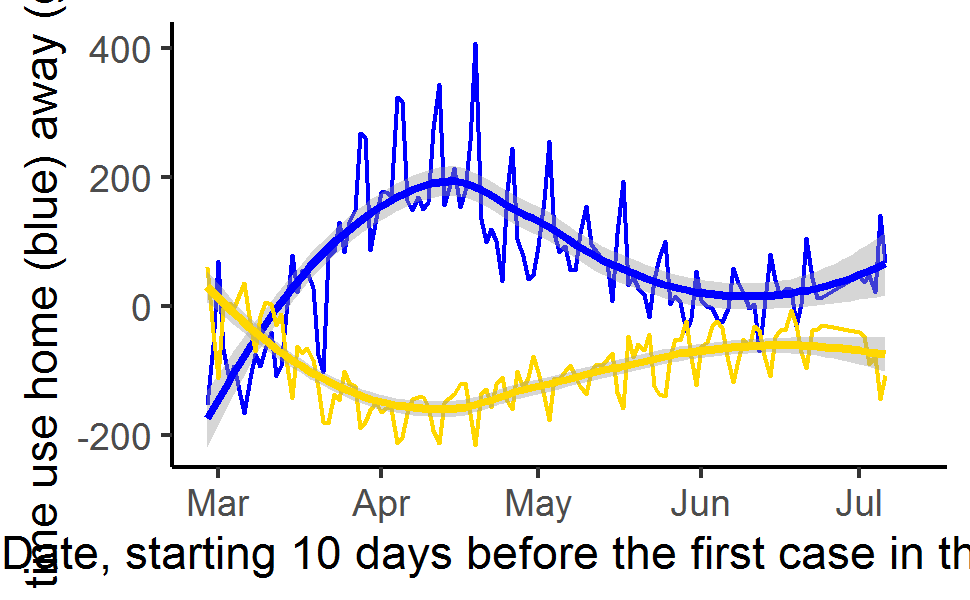 time use home (blue) away (
400
200
0
-200
Mar Apr May Jun Jul
Date, starting 10 days before the first case in th